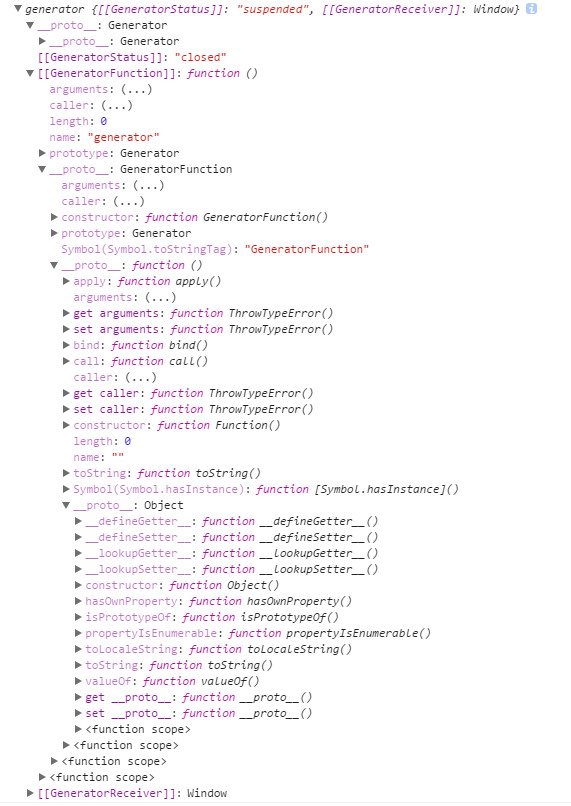 generator {[[GeneratorStatus]]: "suspended", [[GeneratorReceiver]]: Window}
__proto__: Generator
__proto__: Generator
[[GeneratorStatus]]: "closed"
[[GeneratorFunction]]: function ()
arguments: (...)
caller: (...)
length: 0
name: "generator"
prototype: Generator
__proto__: GeneratorFunction
arguments: (...)
caller: (...)
constructor: function GeneratorFunction()
prototype: Generator
Symbol(Symbol.toStringTag): "GeneratorFunction"
__proto__: function ()
apply: function apply()
arguments: (...)
get arguments: function ThrowTypeError()
set arguments: function ThrowTypeError()
bind: function bind()
call: function call()
caller: (...)
get caller: function ThrowTypeError()
set caller: function ThrowTypeError()
constructor: function Function()
length: 0
name: ""
toString: function toString()
Symbol(Symbol.hasInstance): function [Symbol.hasInstance]()
__proto__: Object
__defineGetter__: function __defineGetter__()
__defineSetter__: function __defineSetter__()
__lookupGetter__: function __lookupGetter__()
__lookupSetter__: function __lookupSetter__()
constructor: function Object()
hasOwnProperty: function hasOwnProperty()
isPrototypeOf: function isPrototypeOf()
propertyIsEnumerable: function propertyIsEnumerable()
toLocaleString: function toLocaleString()
toString: function toString()
valueOf: function valueOf()
get __proto__: function __proto__()
set __proto__: function __proto__()
<function scope>
<function scope>
<function scope>
<function scope>
[[GeneratorReceiver]]: Window